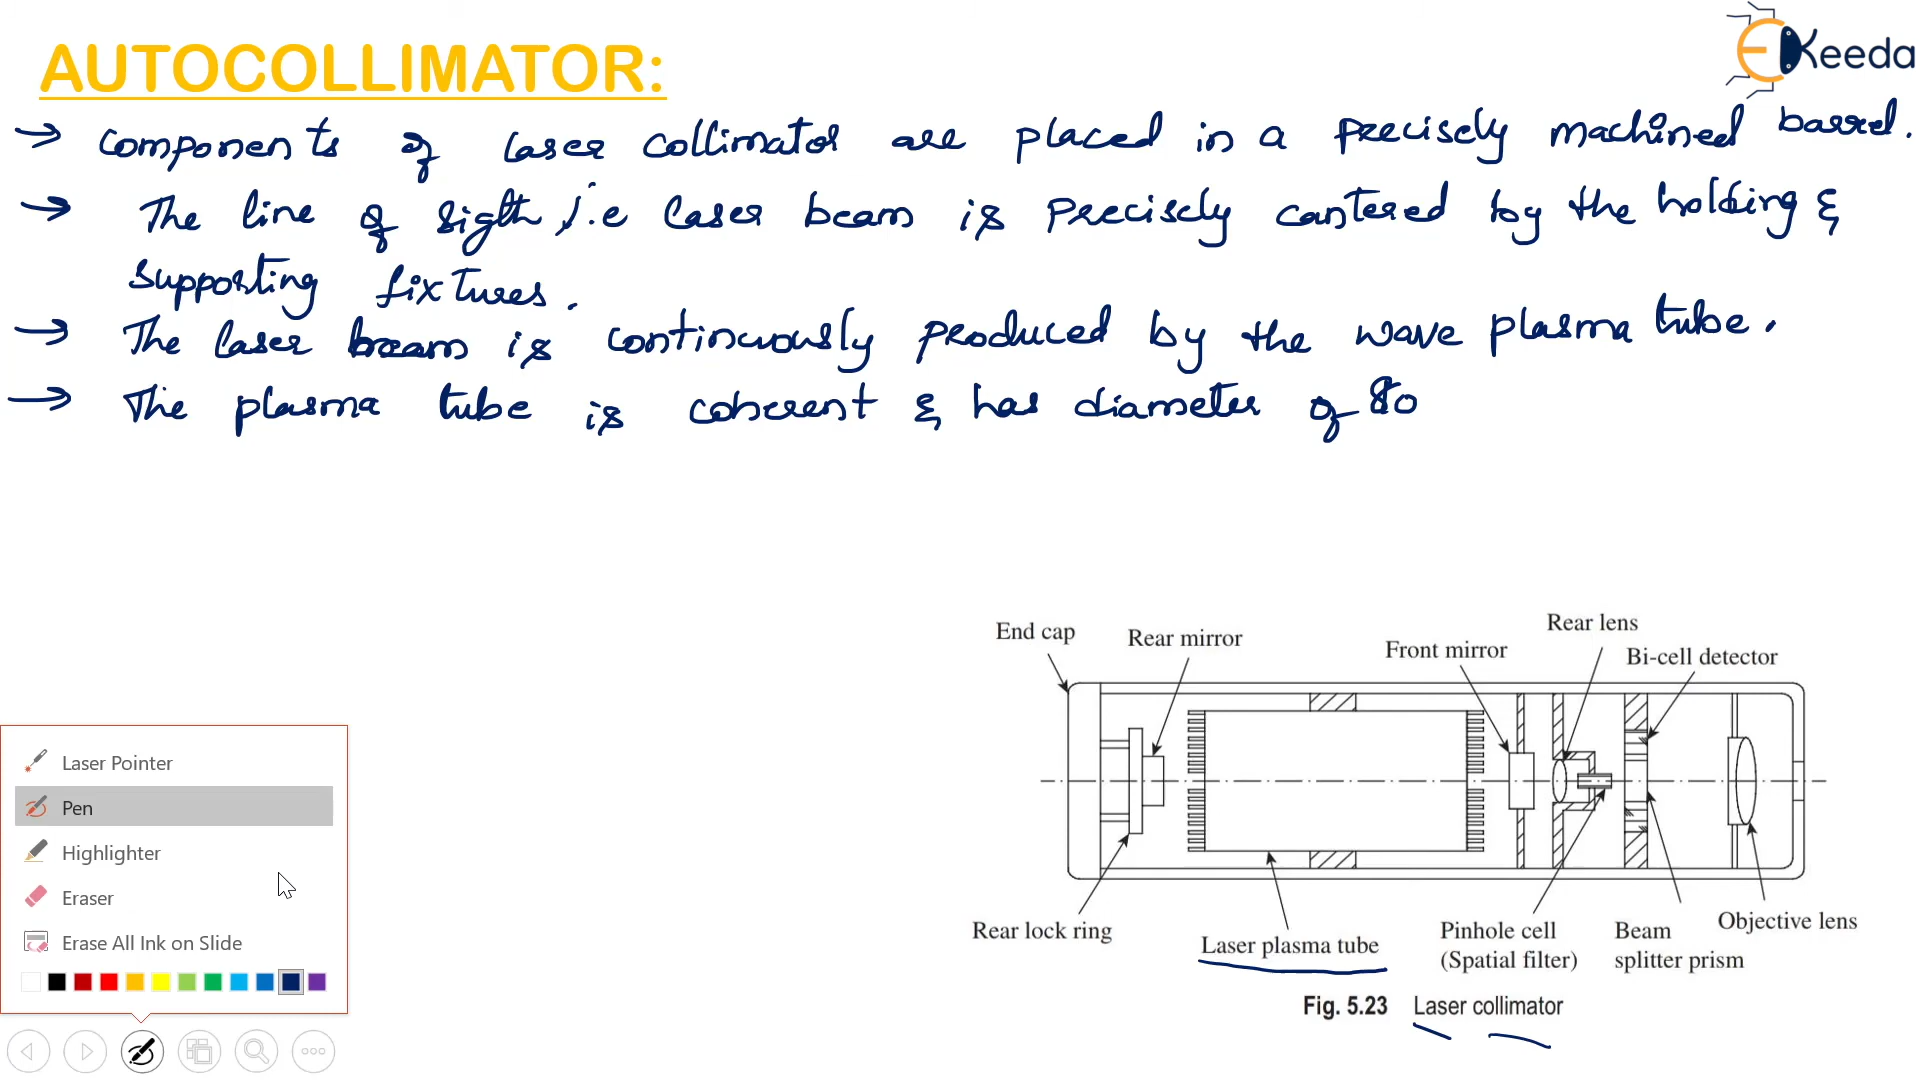 AUTOCOLLIMATOR:
EKeeda
→ Components of laser collimator are placed in a precisely machined barrel.
→ The line of sigth, i.e laser beam is precisely cantered by the holding &
supporting fixtures.
→ The laser beam is continuously produced by the wave plasma tube.
→ The plasma tube is coherent & has diameter of 80
End cap
Rear mirror
Front mirror
Rear lens
Bi-cell detector
Rear lock ring
Laser plasma tube
Pinhole cell
(Spatial filter)
Beam
splitter prism
Objective lens
Fig. 5.23 Laser collimator
Laser Pointer
Pen
Highlighter
Eraser
Erase All Ink on Slide